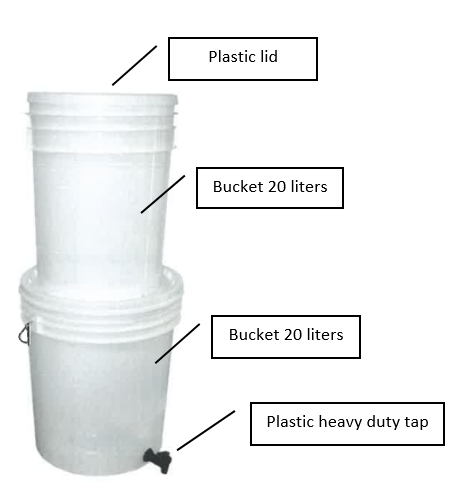 Plastic lid
Bucket 20 liters
Bucket 20 liters
Plastic heavy duty tap